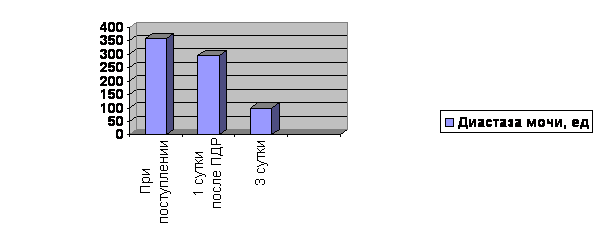 400
350
300
250
200
150
100
50
0
При
поступлении
1 сутки
после ПДР
3 сутки
Диастаза мочи, ед